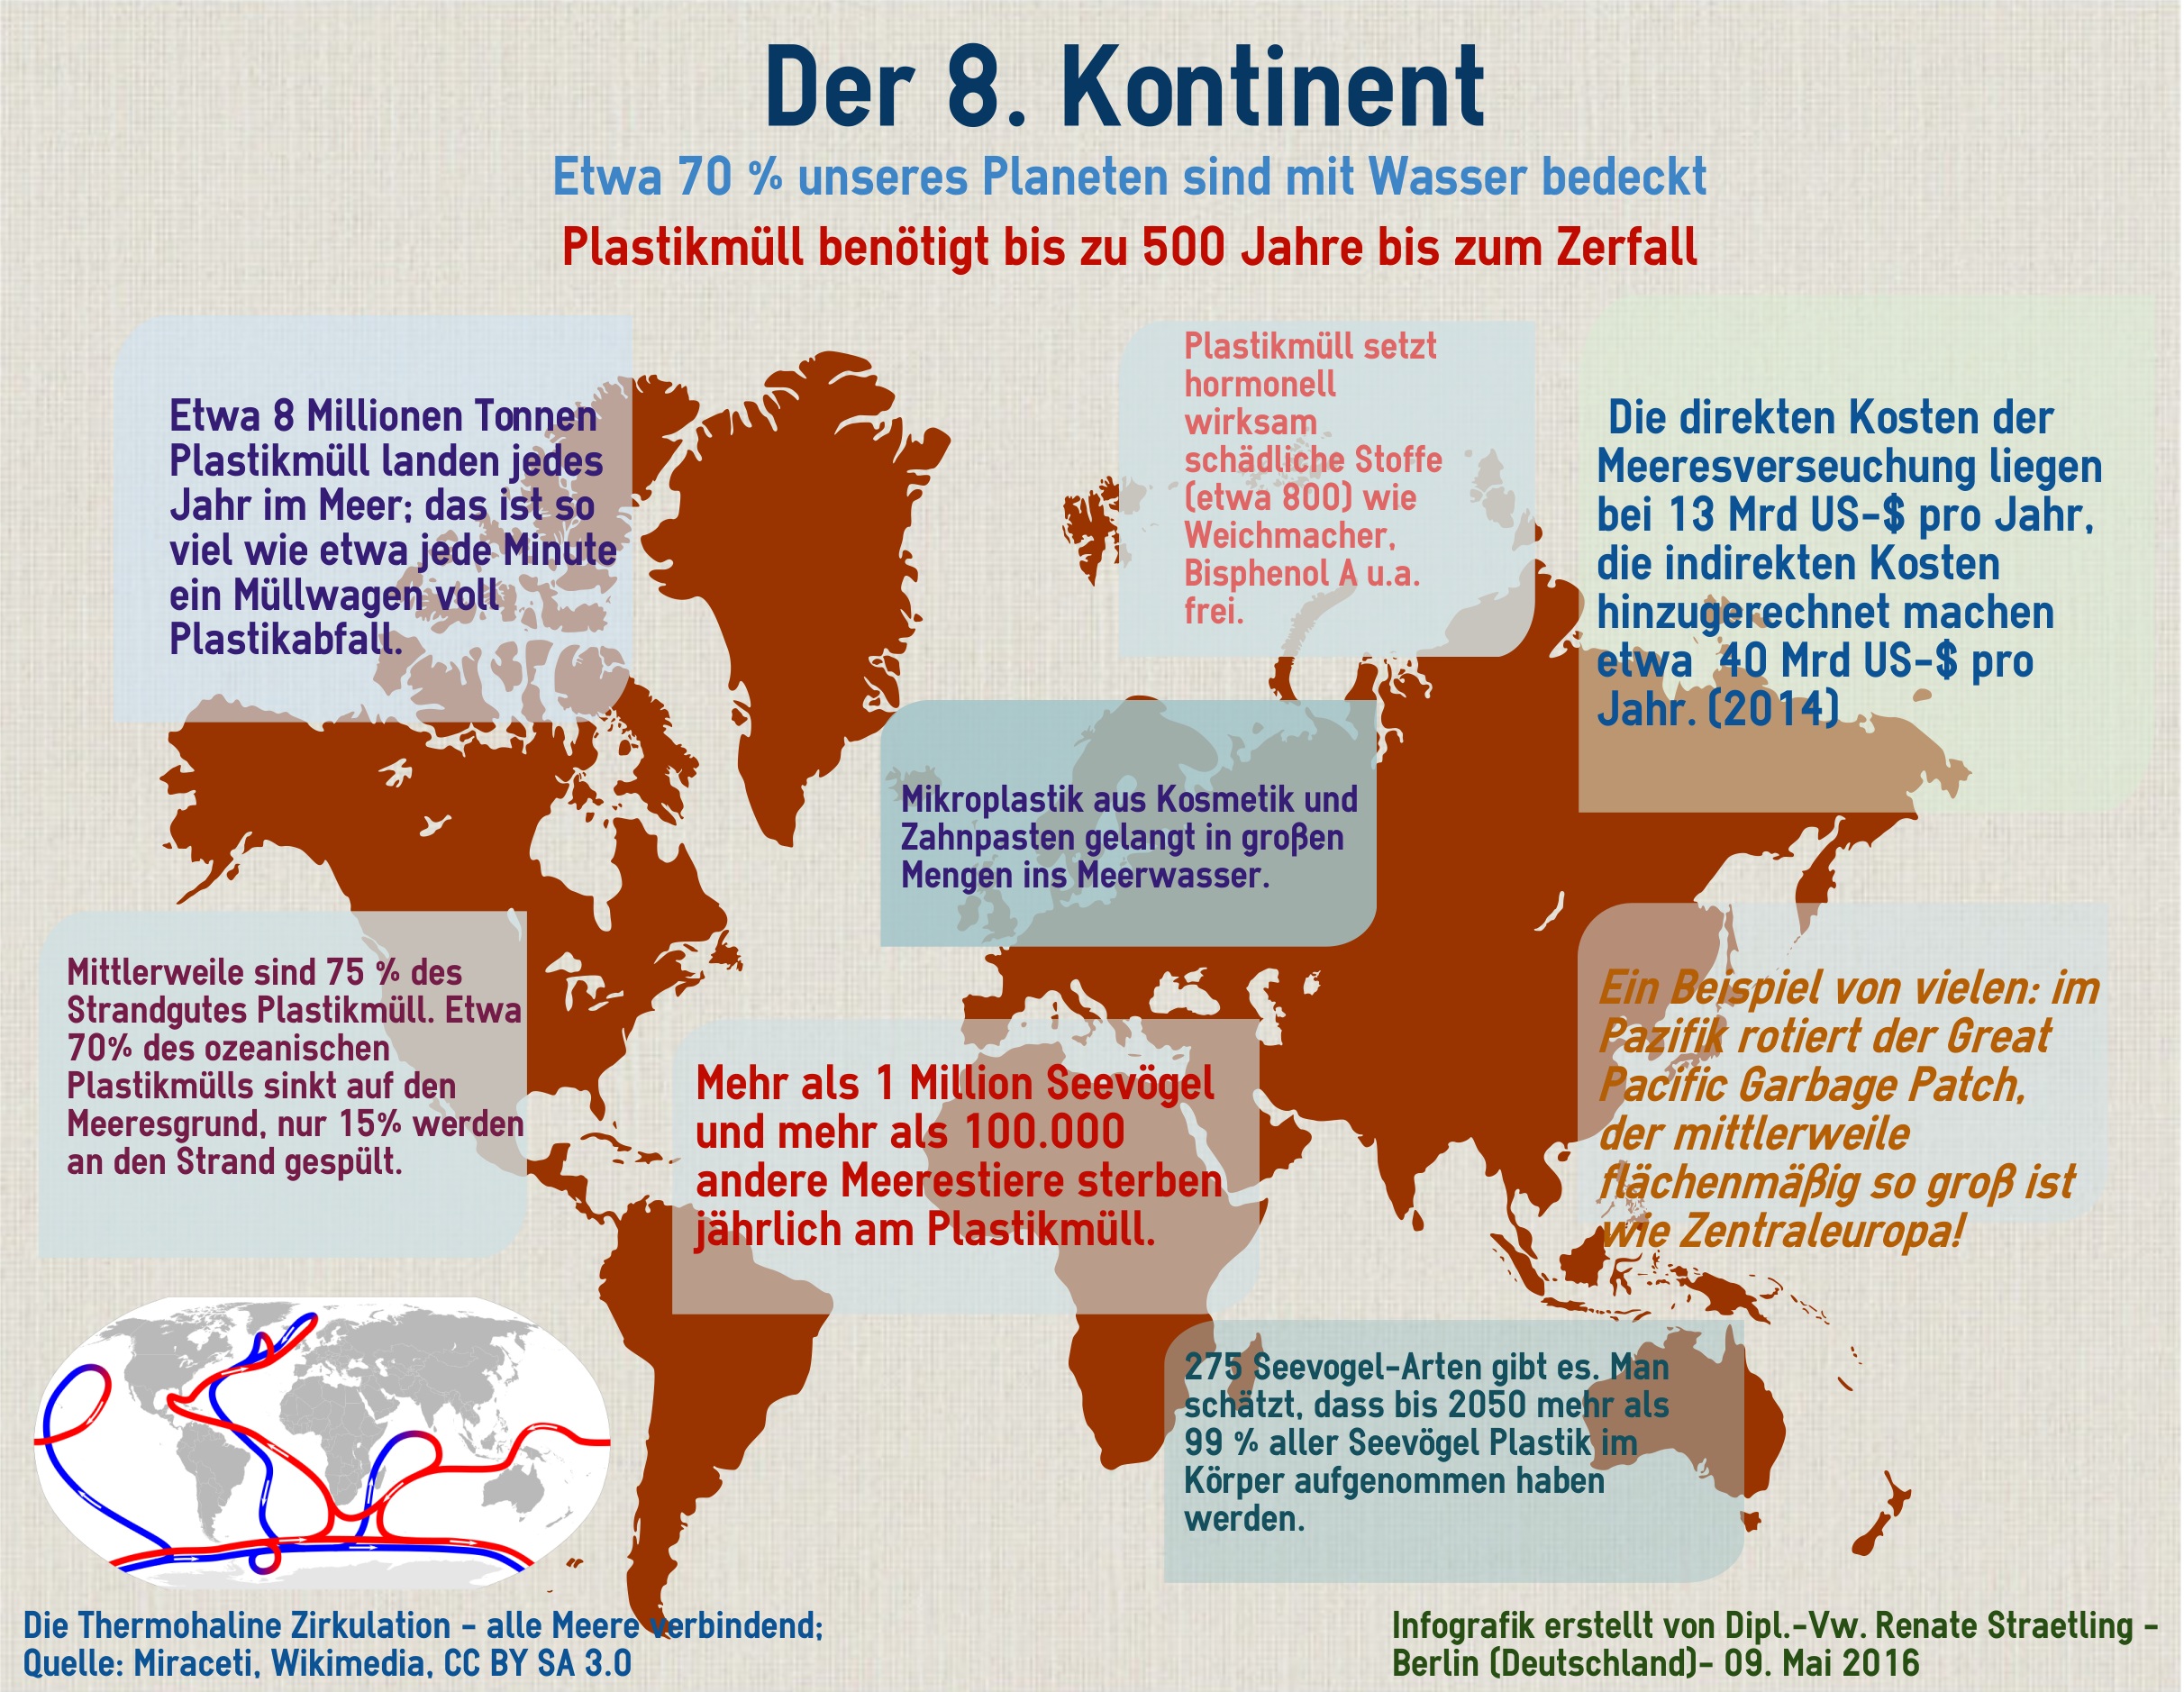 Der 8. Kontinent
Etwa 70 % unseres Planeten sind mit Wasser bedeckt
Plastikmüll benötigt bis zu 500 Jahre bis zum Zerfall
Etwa 8 Millionen Tonnen
Plastikmüll landen jedes
Jahr im Meer; das ist so
viel wie etwa jede Minute
ein Müllwagen voll
Plastikabfall.
Plastikmüll setzt
hormonell
wirksam
schädliche Stoffe
(etwa 800) wie
Weichmacher,
Bisphenol A u.a.
frei.
Die direkten Kosten der
Meeresverseuchung liegen
bei 13 Mrd US-$ pro Jahr,
die indirekten Kosten
hinzugerechnet machen
etwa 40 Mrd US-$ pro
Jahr. (2014)
Mikroplastik aus Kosmetik und
Zahnpasten gelangt in großen
Mengen ins Meerwasser.
Mittlerweile sind 75 % des
Strandgutes Plastikmüll. Etwa
70% des ozeanischen
Plastikmülls sinkt auf den
Meeresgrund, nur 15% werden
an den Strand gespült.
Mehr als 1 Million Seevögel
und mehr als 100.000
andere Meerestiere sterben
jährlich am Plastikmüll.
Ein Beispiel von vielen: im
Pazifik rotiert der Great
Pacific Garbage Patch,
der mittlerweile
flächenmäßig so groß ist
wie Zentraleuropa!
275 Seevogel-Arten gibt es. Man
schätzt, dass bis 2050 mehr als
99 % aller Seevögel Plastik im
Körper aufgenommen haben
werden.
Die Thermohaline Zirkulation - alle Meere verbindend;
Quelle: Miraceti, Wikimedia, CC BY SA 3.0
Infografik erstellt von Dipl.-Vw. Renate Straetling -
Berlin (Deutschland)- 09. Mai 2016